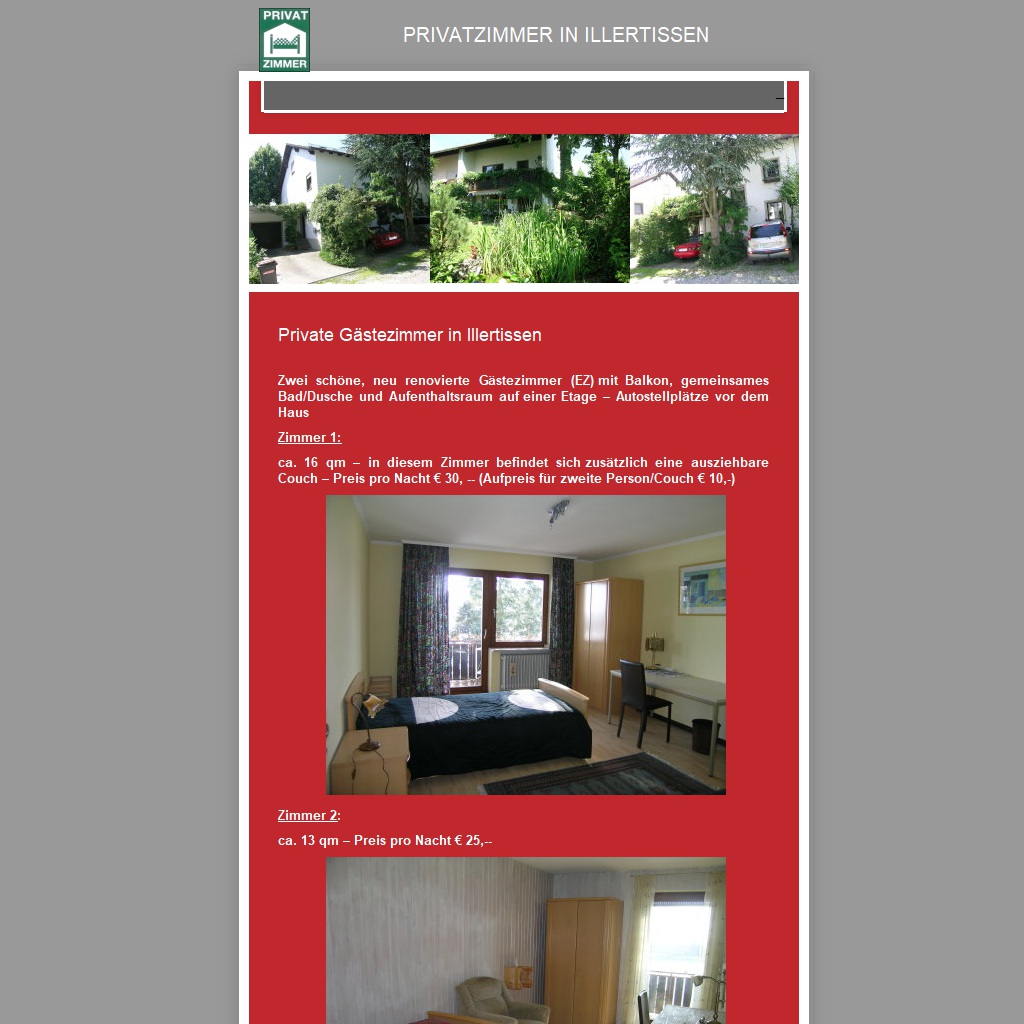 PRIVAT
ZIMMER
PRIVATZIMMER IN ILLERTISSEN
Private Gästezimmer in Illertissen
Zwei schöne, neu renovierte Gästezimmer (EZ) mit Balkon, gemeinsames
Bad/Dusche und Aufenthaltsraum auf einer Etage – Autostellplätze vor dem
Haus
Zimmer 1:
ca. 16 qm – in diesem Zimmer befindet sich zusätzlich eine ausziehbare
Couch – Preis pro Nacht € 30, -- (Aufpreis für zweite Person/Couch € 10,-)
Zimmer 2:
ca. 13 qm – Preis pro Nacht € 25,--